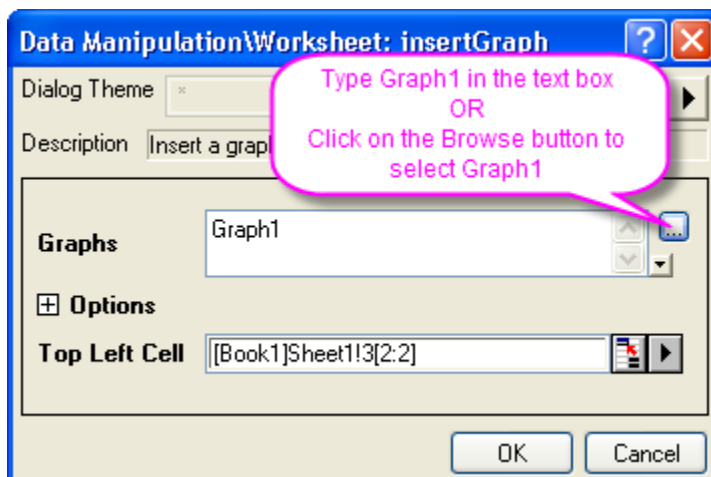 Data Manipulation\Worksheet: insertGraph
Type Graph1 in the text box
OR
Click on the Browse button to
select Graph1
Dialog Theme *
Description Insert a grap
Graphs Graph1
...
Options
Top Left Cell [Book1]Sheet1!3[2:2]
OK Cancel